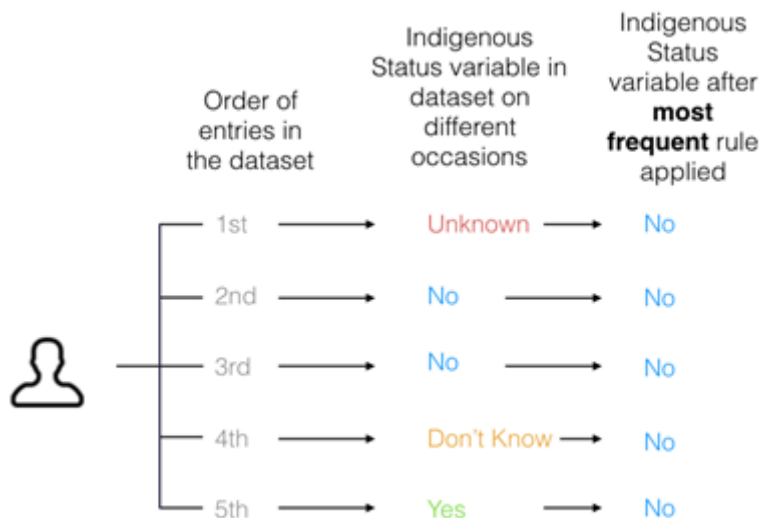 Order of
entries in
the dataset
Indigenous
Status variable in
dataset on
different
occasions
Indigenous
Status
variable after
most
frequent rule
applied
1st Unknown No
2nd No No
3rd No No
4th Don't Know No
5th Yes No